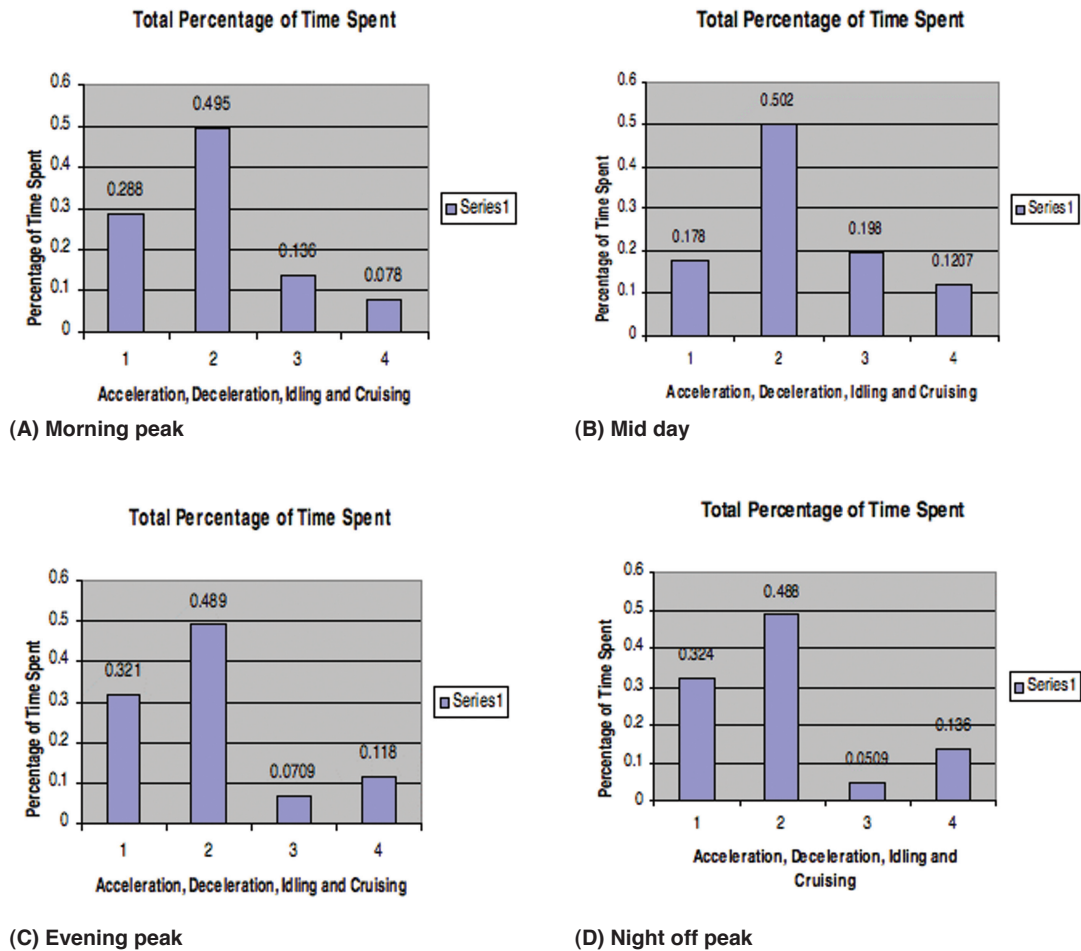 Total Percentage of Time Spent
Percentage of Time Spent
0.6
0.5
0.4
0.3
0.2
0.1
0
0.288
0.495
0.136
0.078
1 2 3 4
Series1
Acceleration, Deceleration, Idling and Cruising
(A) Morning peak
Total Percentage of Time Spent
Percentage of Time Spent
0.6
0.5
0.4
0.3
0.2
0.1
0
0.178
0.502
0.198
0.1207
1 2 3 4
Series1
Acceleration, Deceleration, Idling and Cruising
(B) Mid day
Total Percentage of Time Spent
Percentage of Time Spent
0.6
0.5
0.4
0.3
0.2
0.1
0
0.321
0.489
0.0709
0.118
1 2 3 4
Series1
Acceleration, Deceleration, Idling and Cruising
(C) Evening peak
Total Percentage of Time Spent
Percentage of Time Spent
0.6
0.5
0.4
0.3
0.2
0.1
0
0.324
0.488
0.0509
0.136
1 2 3 4
Series1
Acceleration, Deceleration, Idling and
Cruising
(D) Night off peak